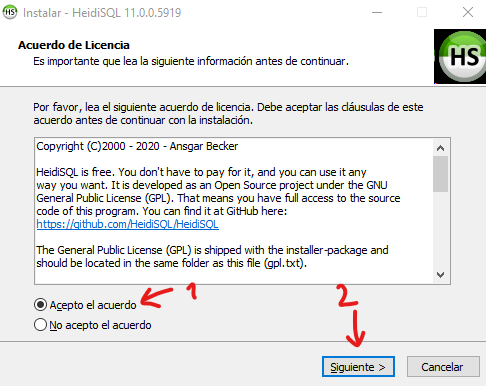 HS Instalar - HeidiSQL 11.0.0.5919
Acuerdo de Licencia
Es importante que lea la siguiente información antes de continuar.
HS
Por favor, lea el siguiente acuerdo de licencia. Debe aceptar las cláusulas de este
acuerdo antes de continuar con la instalación.
Copyright (C)2000 - 2020 - Ansgar Becker
HeidiSQL is free. You don't have to pay for it, and you can use it any
way you want. It is developed as an Open Source project under the GNU
General Public License (GPL). That means you have full access to the source
code of this program. You can find it at GitHub here:
https://github.com/HeidiSQL/HeidiSQL
The General Public License (GPL) is shipped with the installer-package and
should be located in the same folder as this file (gpl.txt).
Acepto el acuerdo 1
No acepto el acuerdo
2
Siguiente > Cancelar